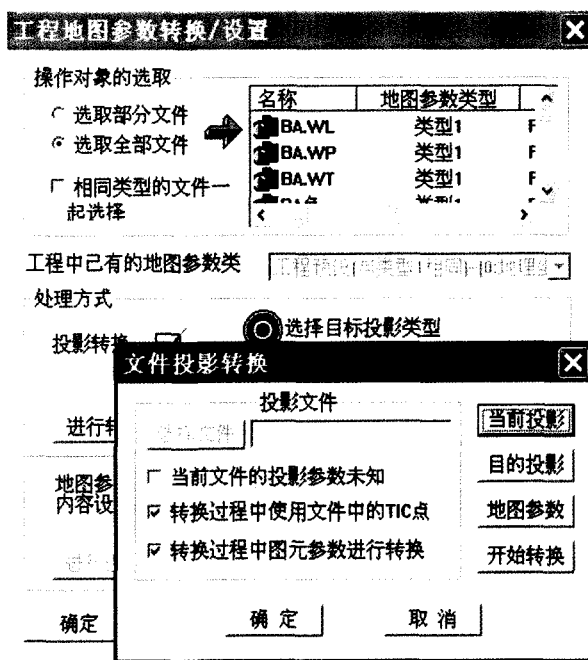 工程地图参数转换/设置
操作对象的选取
选取部分文件
选取全部文件
相同类型的文件一
起选择
名称 地图参数类型
BA.WL 类型1 F
BA.WP 类型1 F
BA.WT 类型1 F
工程中已有的地图参数类
处理方式
投影转换
选择目标投影类型
文件投影转换
进行转
投影文件
当前投影
当前文件的投影参数未知
目的投影
地图参
内容设
转换过程中使用文件中的TIC点
地图参数
转换过程中图元参数进行转换
开始转换
确定
确定
取消